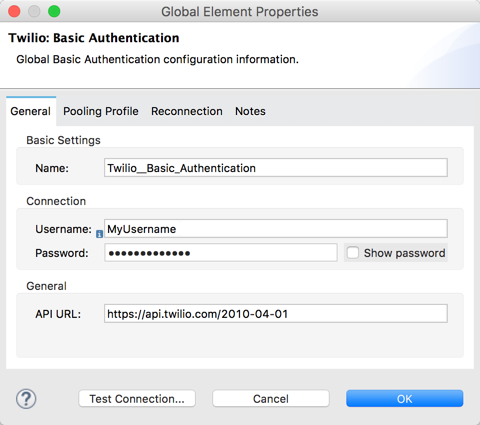 Global Element Properties
Twilio: Basic Authentication
Global Basic Authentication configuration information.
General Pooling Profile Reconnection Notes
Basic Settings
Name: Twilio__Basic_Authentication
Connection
Username: MyUsername
Password: ●●●●●●●●●●●●● Show password
General
API URL: https://api.twilio.com/2010-04-01
? Test Connection... Cancel OK